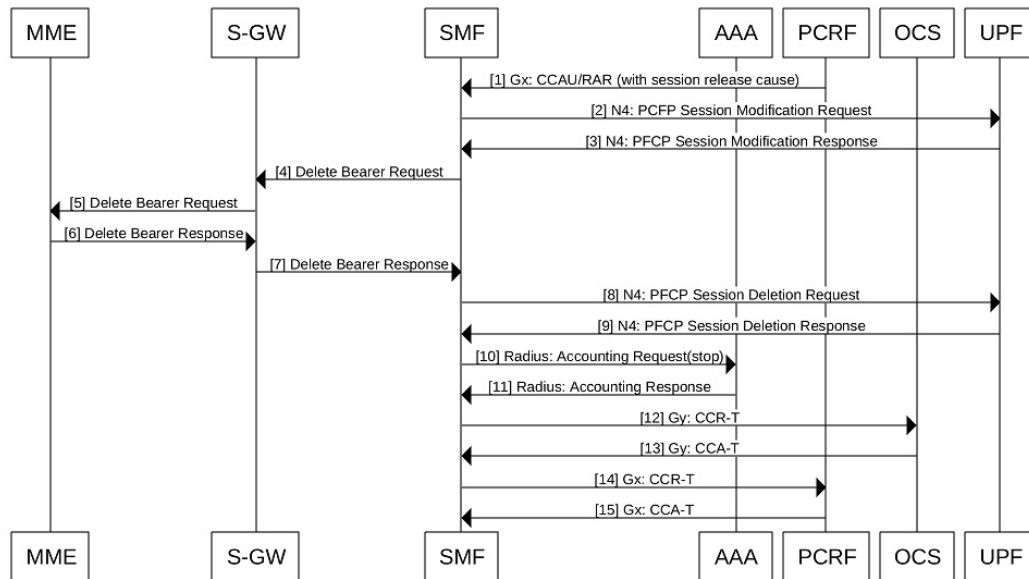 MME S-GW SMF AAA PCRF OCS UPF
[1] Gx: CCAU/RAR (with session release cause)
[2] N4: PCFP Session Modification Request
[3] N4: PFCP Session Modification Response
[4] Delete Bearer Request
[5] Delete Bearer Request
[6] Delete Bearer Response
[7] Delete Bearer Response
[8] N4: PFCP Session Deletion Request
[9] N4: PFCP Session Deletion Response
[10] Radius: Accounting Request(stop)
[11] Radius: Accounting Response
[12] Gy: CCR-T
[13] Gy: CCA-T
[14] Gx: CCR-T
[15] Gx: CCA-T
MME S-GW SMF AAA PCRF OCS UPF